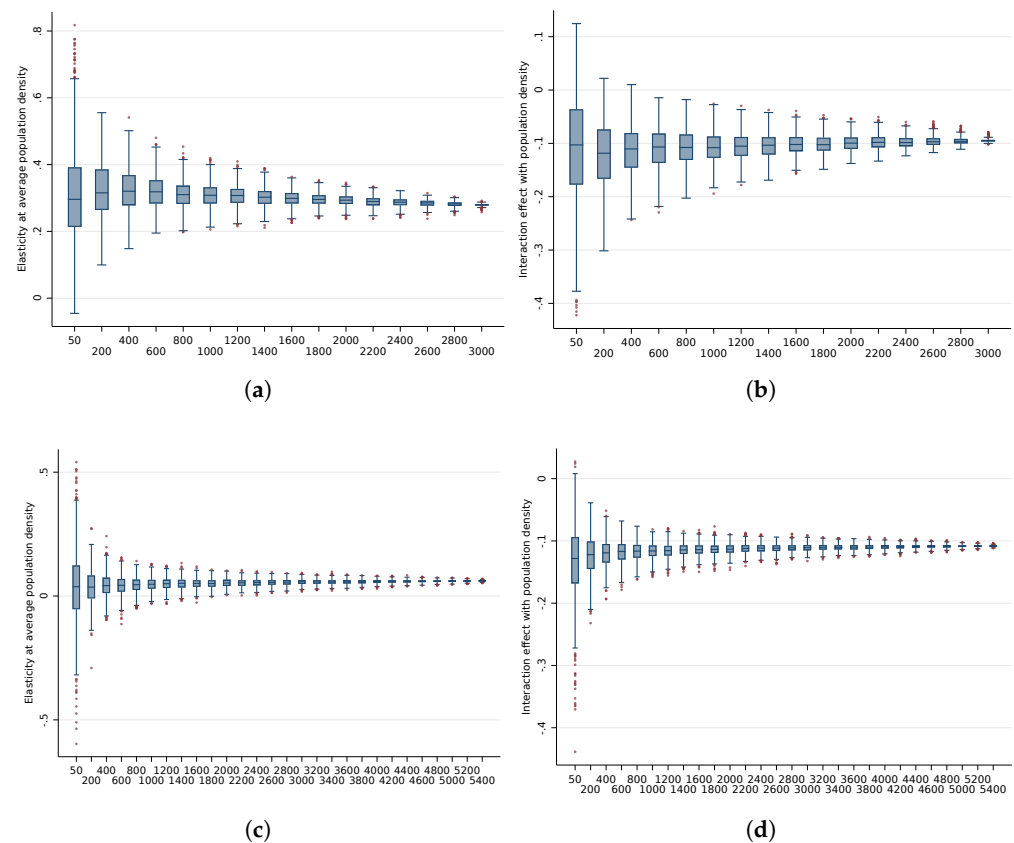 Elasticity at average population density
.8
.6
.4
.2
0
50 400 800 1200 1600 2000 2400 2800
200 600 1000 1400 1800 2200 2600 3000
(a)
Interaction effect with population density
.1
0
-.1
-.2
-.3
-.4
50 400 800 1200 1600 2000 2400 2800
200 600 1000 1400 1800 2200 2600 3000
(b)
Elasticity at average population density
.5
0
-.5
50 400 800 1200 1600 2000 2400 2800 3200 3600 4000 4400 4800 5200
200 600 1000 1400 1800 2200 2600 3000 3400 3800 4200 4600 5000 5400
(c)
Interaction effect with population density
0
-.1
-.2
-.3
-.4
50 400 800 1200 1600 2000 2400 2800 3200 3600 4000 4400 4800 5200
200 600 1000 1400 1800 2200 2600 3000 3400 3800 4200 4600 5000 5400
(d)